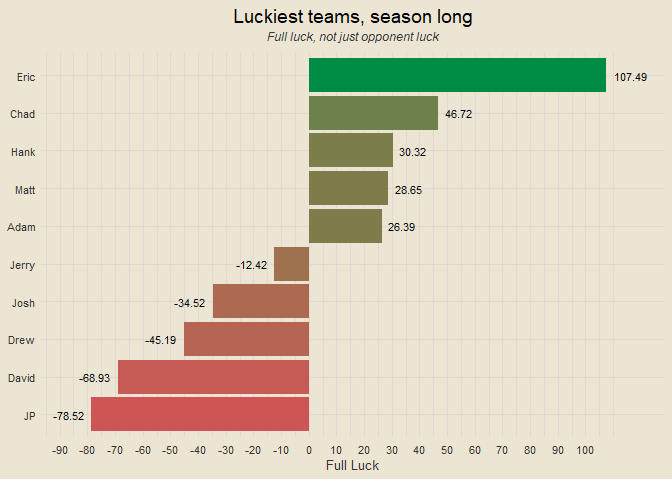 Luckiest teams, season long
Full luck, not just opponent luck
Eric 107.49
Chad 46.72
Hank 30.32
Matt 28.65
Adam 26.39
Jerry -12.42
Josh -34.52
Drew -45.19
David -68.93
JP -78.52
-90 -80 -70 -60 -50 -40 -30 -20 -10 0 10 20 30 40 50 60 70 80 90 100
Full Luck